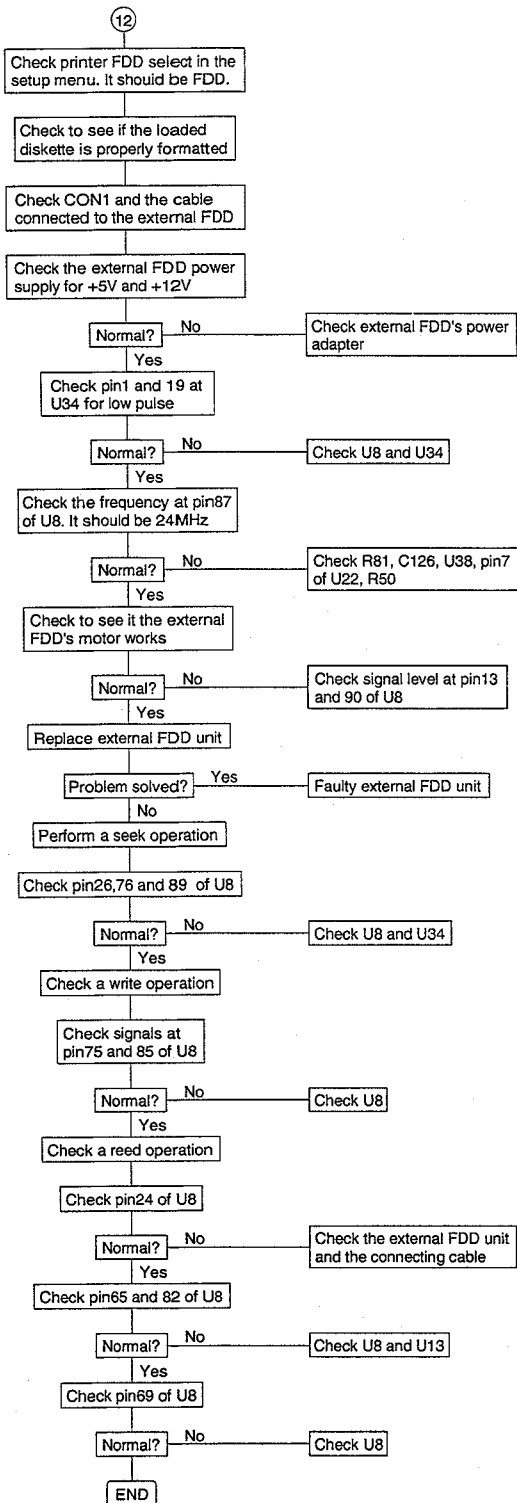 12
Check printer FDD select in the
setup menu. It should be FDD.
Check to see if the loaded
diskette is properly formatted
Check CON1 and the cable
connected to the external FDD
Check the external FDD power
supply for +5V and +12V
Normal?
No
Check external FDD's power
adapter
Yes
Check pin1 and 19 at
U34 for low pulse
Normal?
No
Check U8 and U34
Yes
Check the frequency at pin87
of U8. It should be 24MHz
Normal?
No
Check R81, C126, U38, pin7
of U22, R50
Yes
Check to see it the external
FDD's motor works
Normal?
No
Check signal level at pin13
and 90 of U8
Yes
Replace external FDD unit
Problem solved?
Yes
Faulty external FDD unit
No
Perform a seek operation
Check pin26,76 and 89 of U8
Normal?
No
Check U8 and U34
Yes
Check a write operation
Check signals at
pin75 and 85 of U8
Normal?
No
Check U8
Yes
Check a reed operation
Check pin24 of U8
Normal?
No
Check the external FDD unit
and the connecting cable
Yes
Check pin65 and 82 of U8
Normal?
No
Check U8 and U13
Yes
Check pin69 of U8
Normal?
No
Check U8
END